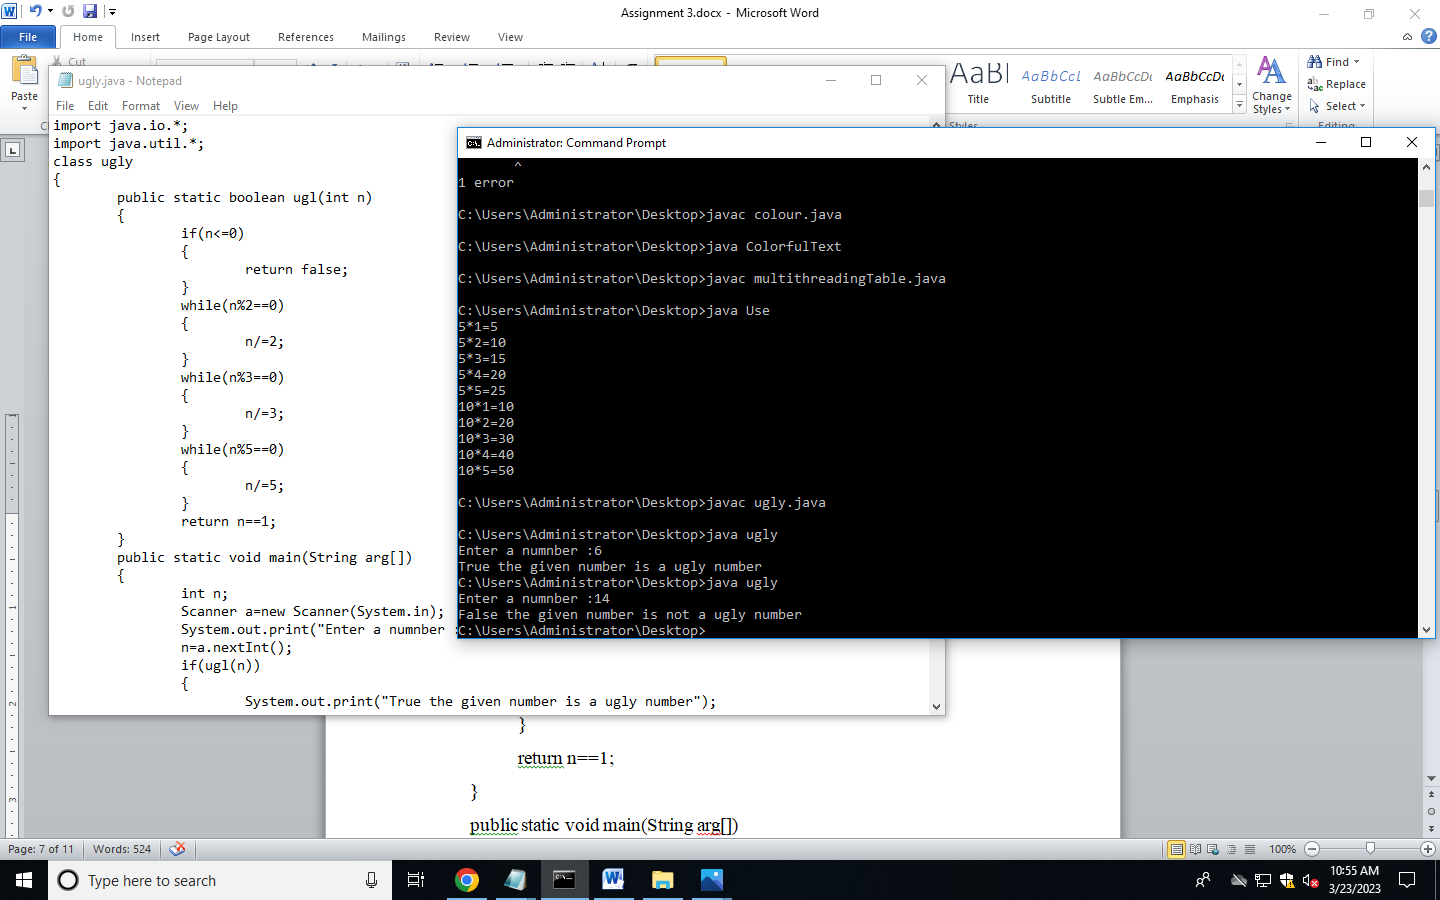 Assignment 3.docx - Microsoft Word
File Home Insert Page Layout References Mailings Review View
Cut
Paste
AaBl AaBbCcL AaBbCcDc AaBbCcDc
Title Subtitle Subtle Em... Emphasis
Change
Styles
Find
Replace
Select
Styles
Editing
ugly.java - Notepad
File Edit Format View Help
import java.io.*;
import java.util.*;
class ugly
{
public static boolean ugl(int n)
{
if(n<=0)
{
return false;
}
while(n%2==0)
{
n/=2;
}
while(n%3==0)
{
n/=3;
}
while(n%5==0)
{
n/=5;
}
return n==1;
}
public static void main(String arg[])
{
int n;
Scanner a=new Scanner(System.in);
System.out.print("Enter a numnber
n=a.nextInt();
if(ugl(n))
{
System.out.print("True the given number is a ugly number");
Administrator: Command Prompt
^
1 error
C:\Users\Administrator\Desktop>javac colour.java
C:\Users\Administrator\Desktop>java ColorfulText
C:\Users\Administrator\Desktop>javac multithreadingTable.java
C:\Users\Administrator\Desktop>java Use
5*1=5
5*2=10
5*3=15
5*4=20
5*5=25
10*1=10
10*2=20
10*3=30
10*4=40
10*5=50
C:\Users\Administrator\Desktop>javac ugly.java
C:\Users\Administrator\Desktop>java ugly
Enter a numnber :6
True the given number is a ugly number
C:\Users\Administrator\Desktop>java ugly
Enter a numnber :14
False the given number is not a ugly number
C:\Users\Administrator\Desktop>
}
return n==1;
}
public static void main(String arg[])
1
2
3
Page: 7 of 11 Words: 524
100%
Type here to search
10:55 AM
3/23/2023